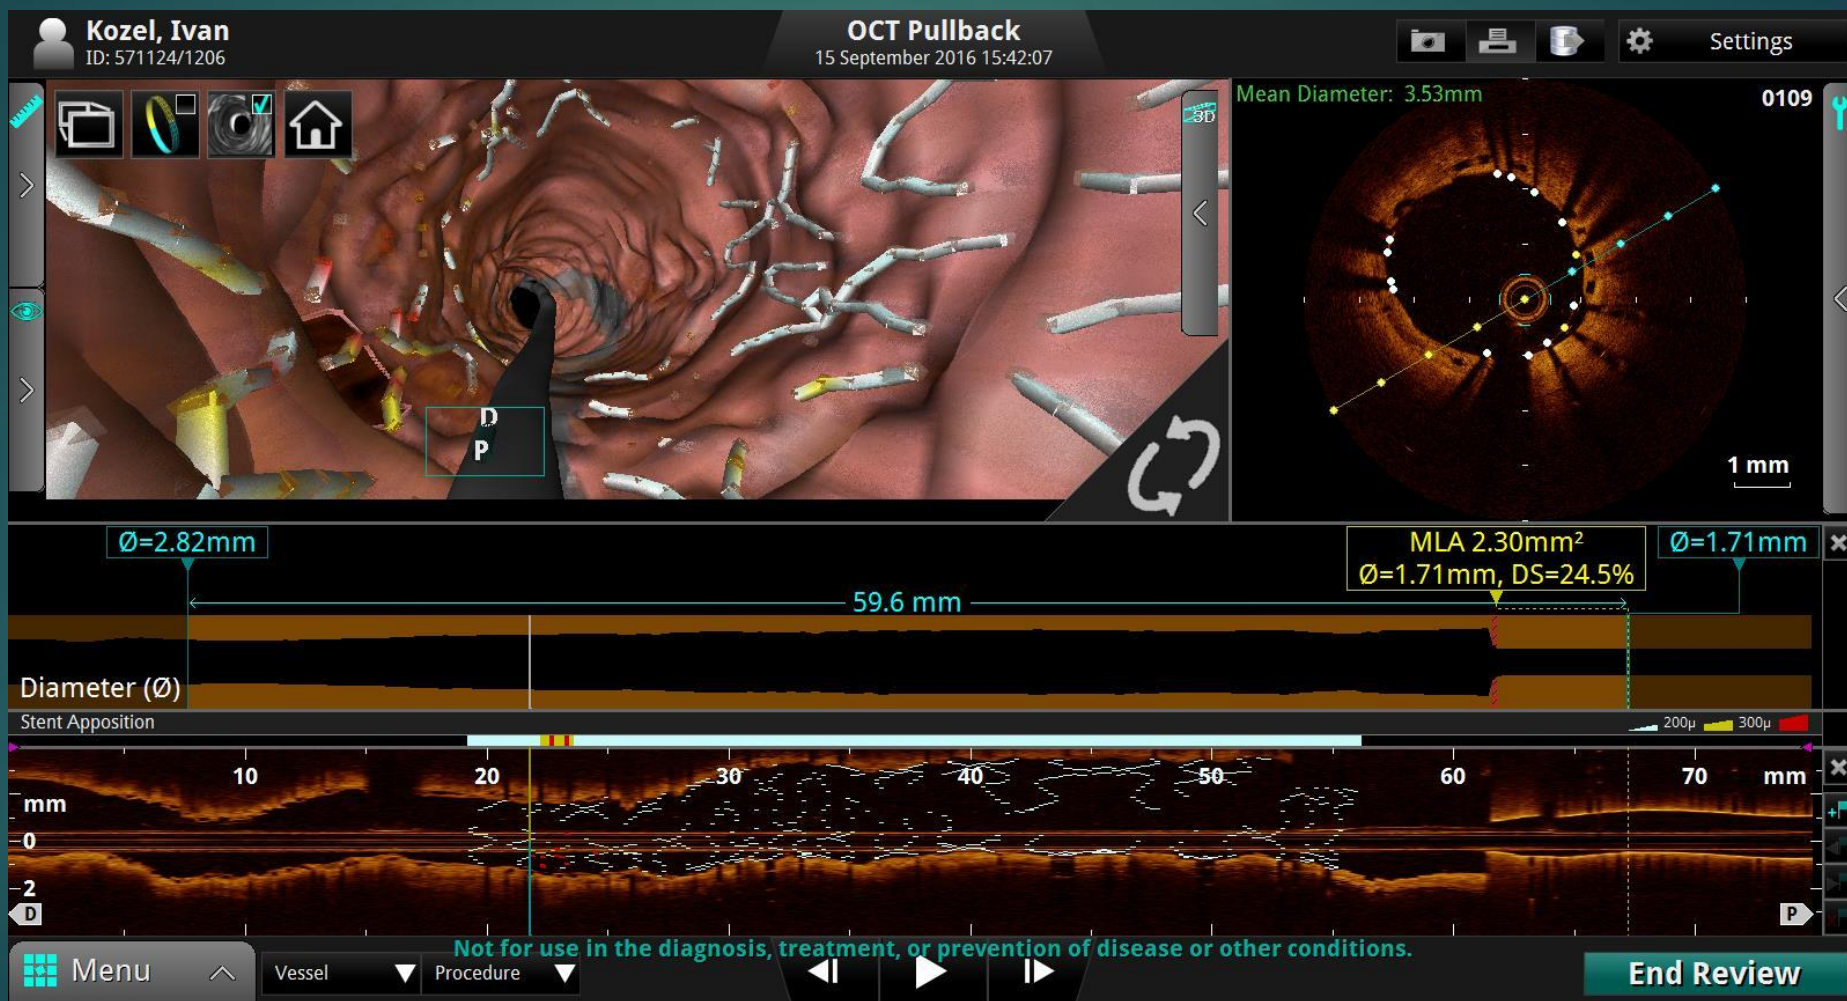 Kozel, Ivan
ID: 571124/1206
OCT Pullback
15 September 2016 15:42:07
Settings
3D
D
P
Mean Diameter: 3.53mm
0109
1 mm
Ø=2.82mm
MLA 2.30mm²
Ø=1.71mm, DS=24.5%
Ø=1.71mm
59.6 mm
Diameter (Ø)
Stent Apposition
200µ
300µ
10 20 30 40 50 60 70 mm
mm
0
2
D
P
Not for use in the diagnosis, treatment, or prevention of disease or other conditions.
Menu
Vessel
Procedure
End Review